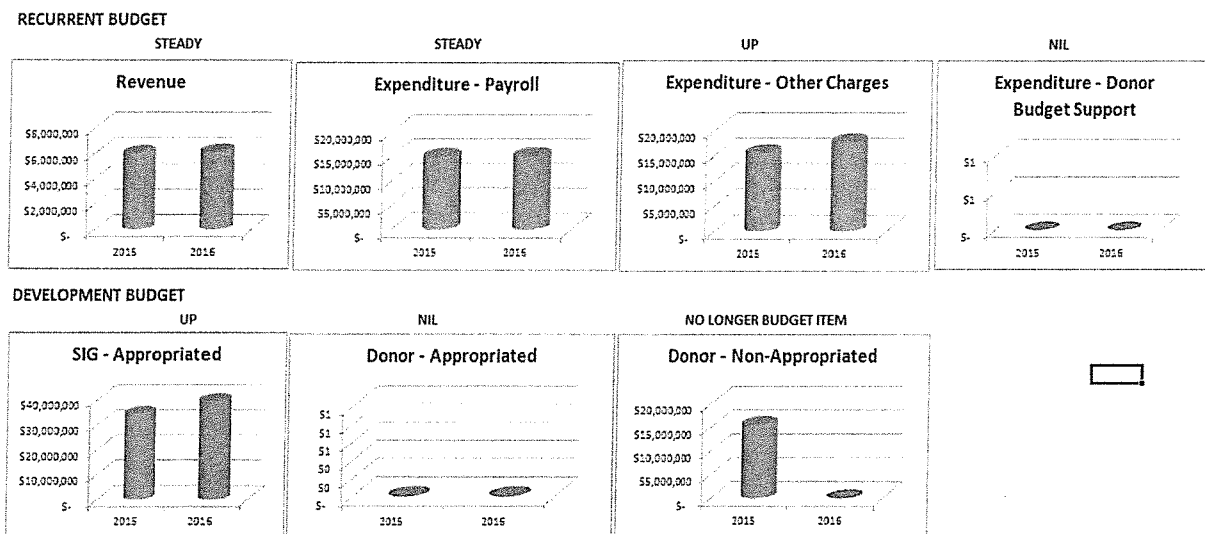 RECURRENT BUDGET
STEADY
STEADY
UP
NIL
Revenue
$8,000,000
$6,000,000
$4,000,000
$2,000,000
$-
2015
2016
Expenditure - Payroll
$20,000,000
$15,000,000
$10,000,000
$5,000,000
$-
2015
2016
Expenditure - Other Charges
$20,000,000
$15,000,000
$10,000,000
$5,000,000
$-
2015
2016
Expenditure - Donor
Budget Support
$1
$1
$-
2015
2016
DEVELOPMENT BUDGET
UP
NIL
NO LONGER BUDGET ITEM
SIG - Appropriated
$40,000,000
$30,000,000
$20,000,000
$10,000,000
$-
2015
2016
Donor - Appropriated
$1
$1
$1
$0
$0
$-
2015
2016
Donor - Non-Appropriated
$20,000,000
$15,000,000
$10,000,000
$5,000,000
$-
2015
2016